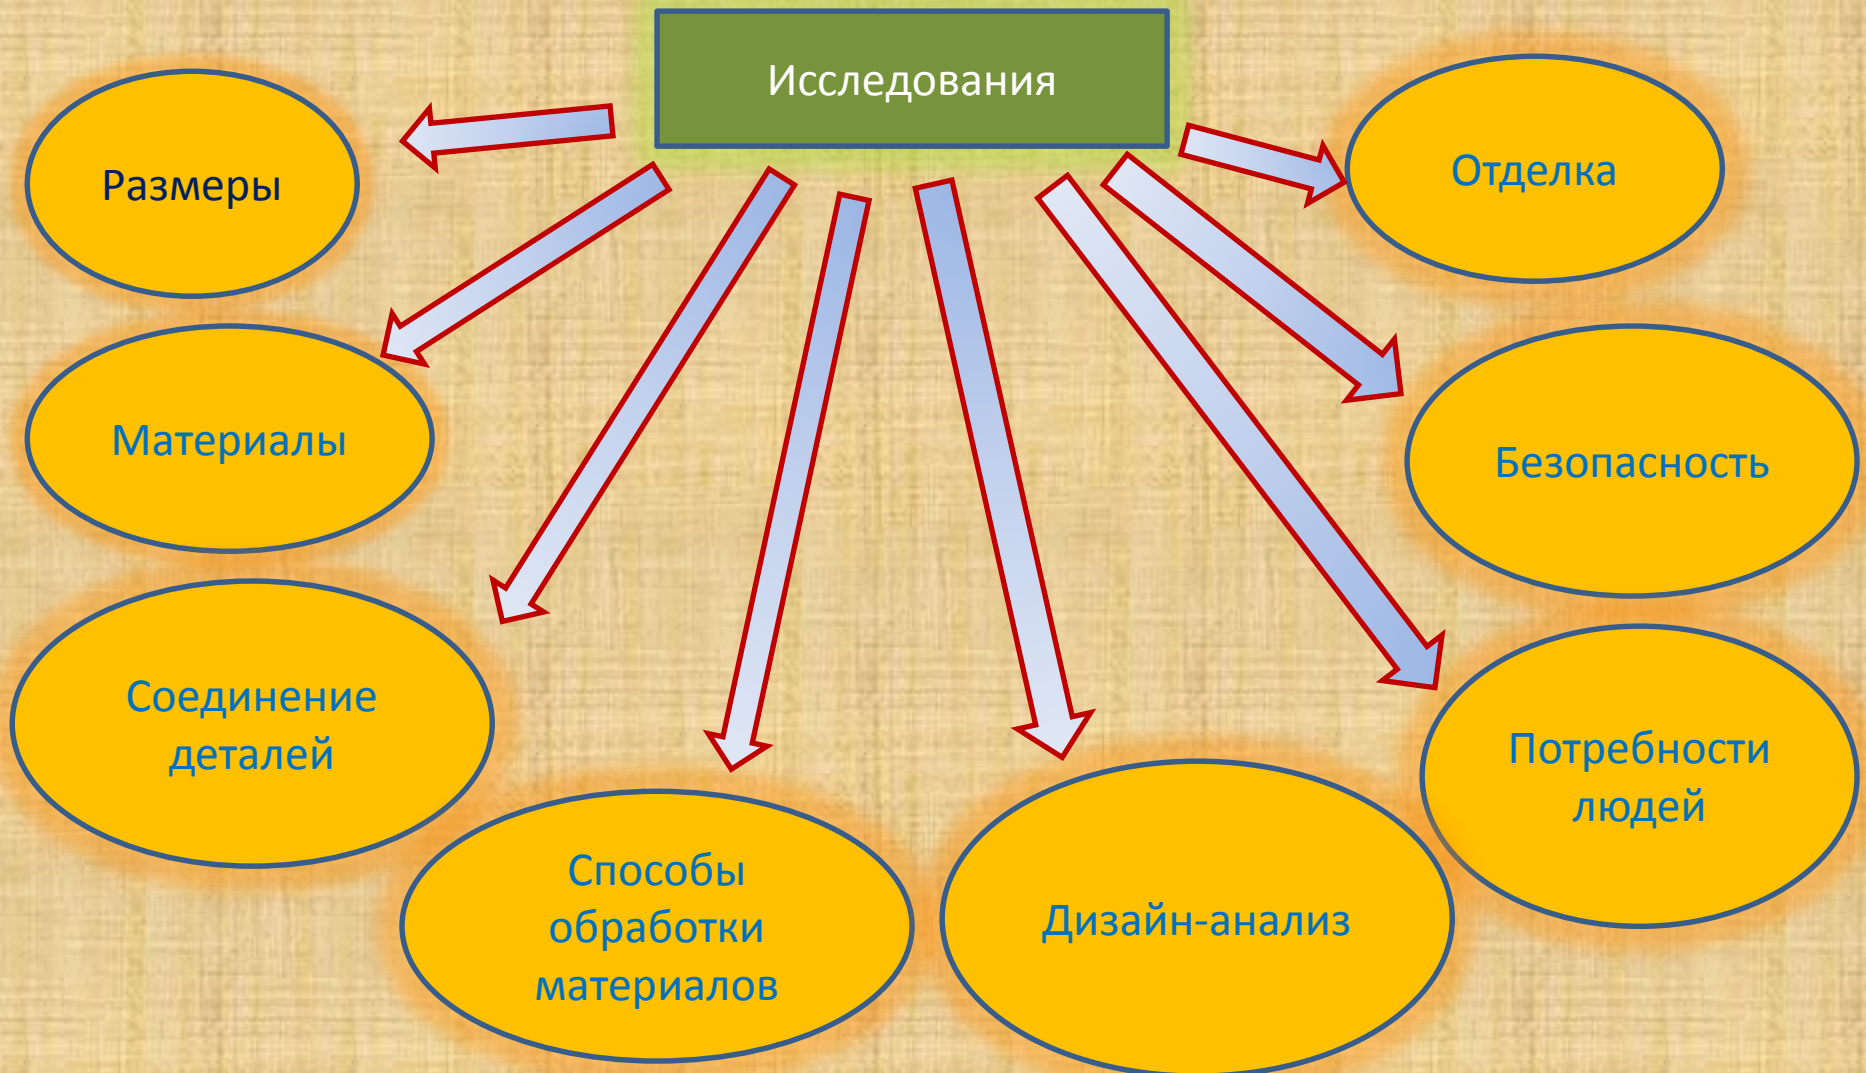 Исследования
Размеры
Отделка
Материалы
Безопасность
Соединение
деталей
Потребности
людей
Способы
обработки
материалов
Дизайн-анализ